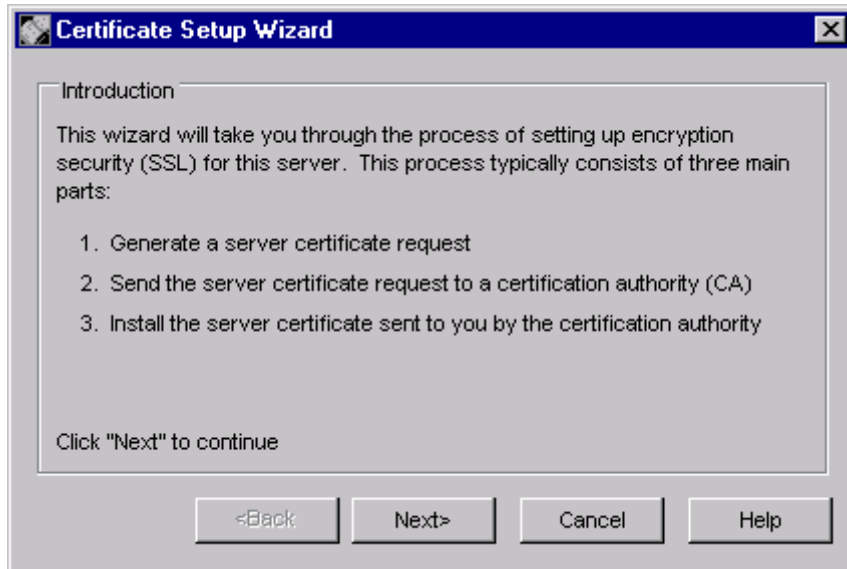 Certificate Setup Wizard
Introduction
This wizard will take you through the process of setting up encryption
security (SSL) for this server.  This process typically consists of three main
parts:
1. Generate a server certificate request
2. Send the server certificate request to a certification authority (CA)
3. Install the server certificate sent to you by the certification authority
Click "Next" to continue
<Back Next> Cancel Help